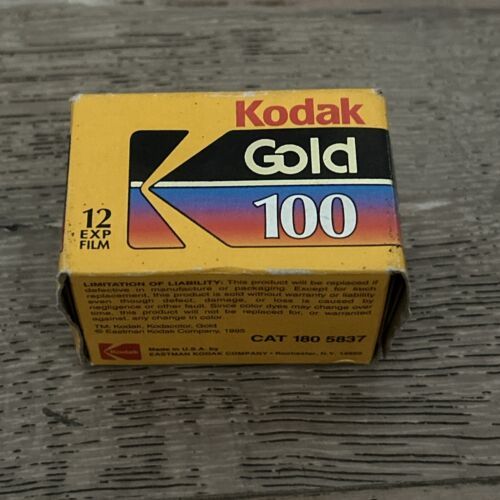 Kodak
Gold
100
12
EXP
FILM
LIMITATION OF LIABILITY: This product will be replaced if
defective in manufacture or packaging. Except for such
replacement, this product is sold without warranty or liability
even though defect, damage, or loss is caused by
or other fault. Since color dyes may change over
time, this product will not be replaced for, or warranted
against, any change in color.
TM: Kodak, Kodacolor, Gold
© Eastman Kodak Company, 1995
CAT 180 5837
Kodak
Made in U.S.A. by
EASTMAN KODAK COMPANY • Rochester, N.Y. 14650